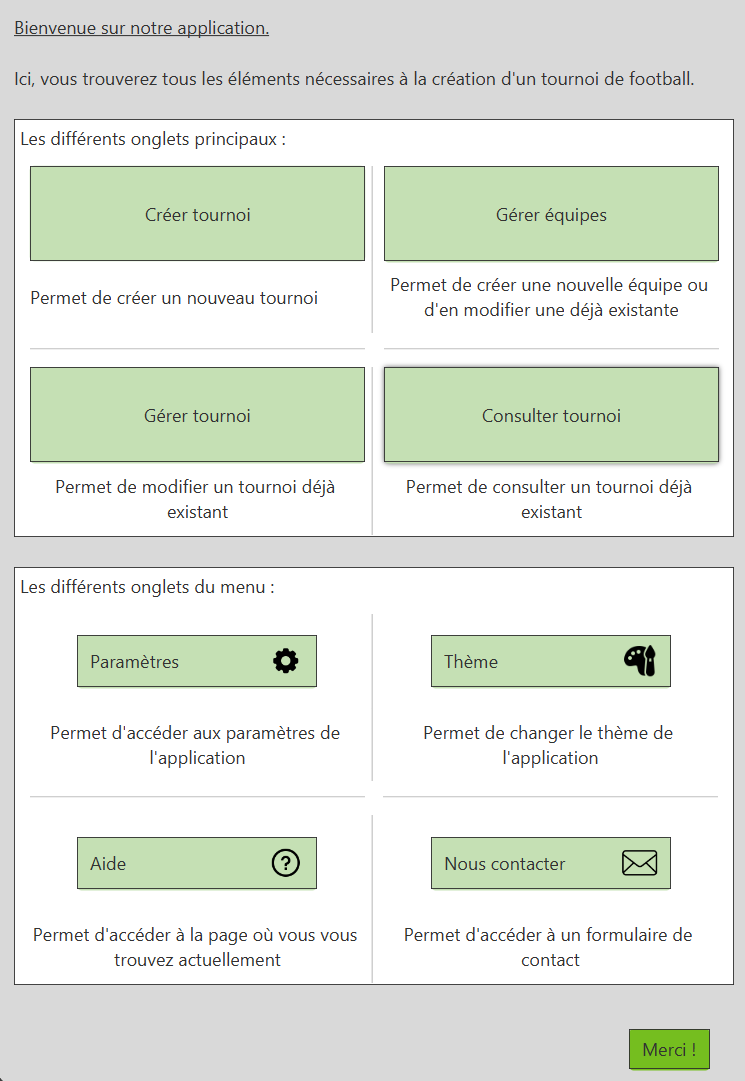 Bienvenue sur notre application.
Ici, vous trouverez tous les éléments nécessaires à la création d'un tournoi de football.
Les différents onglets principaux :
Créer tournoi
Permet de créer un nouveau tournoi
Gérer équipes
Permet de créer une nouvelle équipe ou
d'en modifier une déjà existante
Gérer tournoi
Permet de modifier un tournoi déjà
existant
Consulter tournoi
Permet de consulter un tournoi déjà
existant
Les différents onglets du menu :
Paramètres
Permet d'accéder aux paramètres de
l'application
Thème
Permet de changer le thème de
l'application
Aide
Permet d'accéder à la page où vous vous
trouvez actuellement
Nous contacter
Permet d'accéder à un formulaire de
contact
Merci !